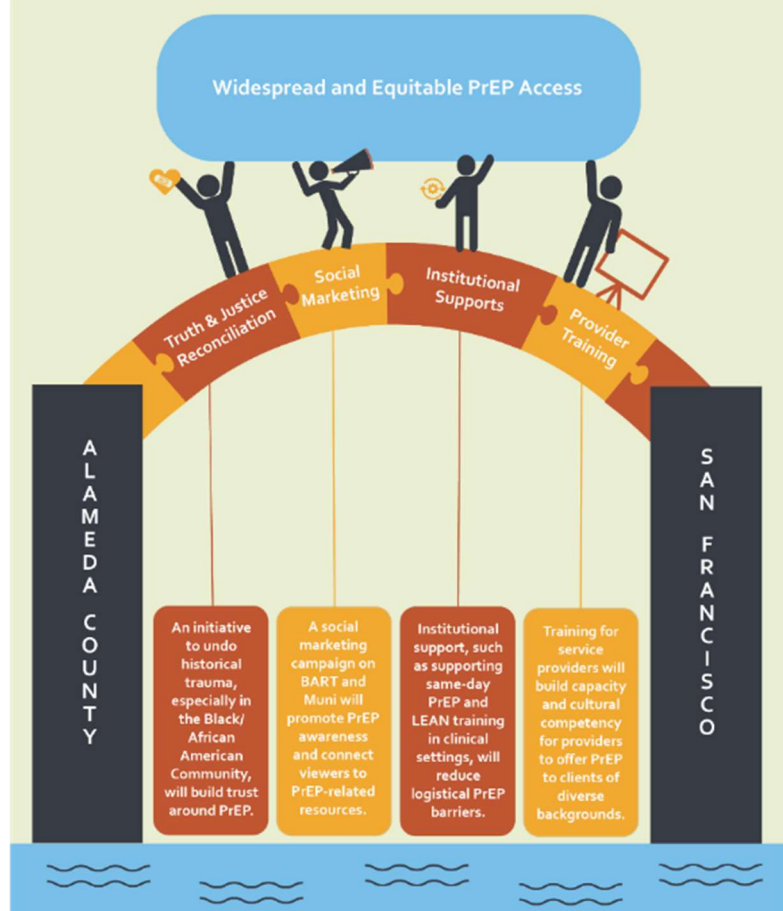 Widespread and Equitable PrEP Access
Truth & Justice
Reconciliation
Social
Marketing
Institutional
Supports
Provider
Training
ALAMEDA COUNTY
An initiative
to undo
historical
trauma,
especially in
the Black/
African
American
Community,
will build trust
around PrEP.
A social
marketing
campaign on
BART and
Muni will
promote PrEP
awareness
and connect
viewers to
PrEP-related
resources.
Institutional
support, such
as supporting
same-day
PrEP and
LEAN training
in clinical
settings, will
reduce
logistical PrEP
barriers.
Training for
service
providers will
build capacity
and cultural
competency
for providers
to offer PrEP
to clients of
diverse
backgrounds.
SAN FRANCISCO